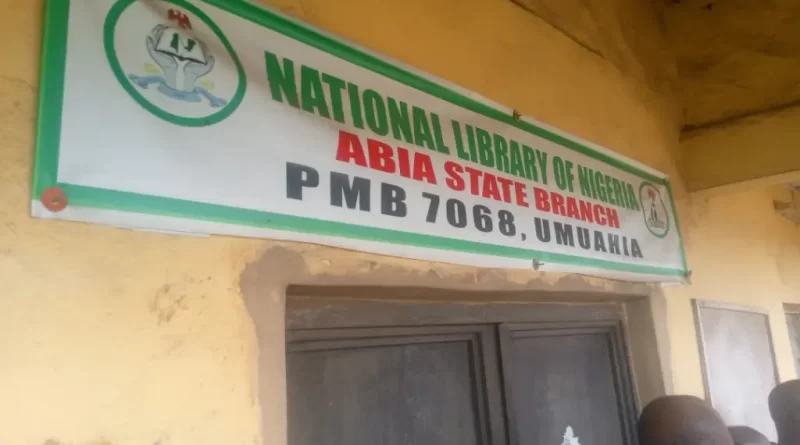 NATIONAL LIBRARY OF NIGERIA
ABIA STATE BRANCH
PMB 7068, UMUAHIA